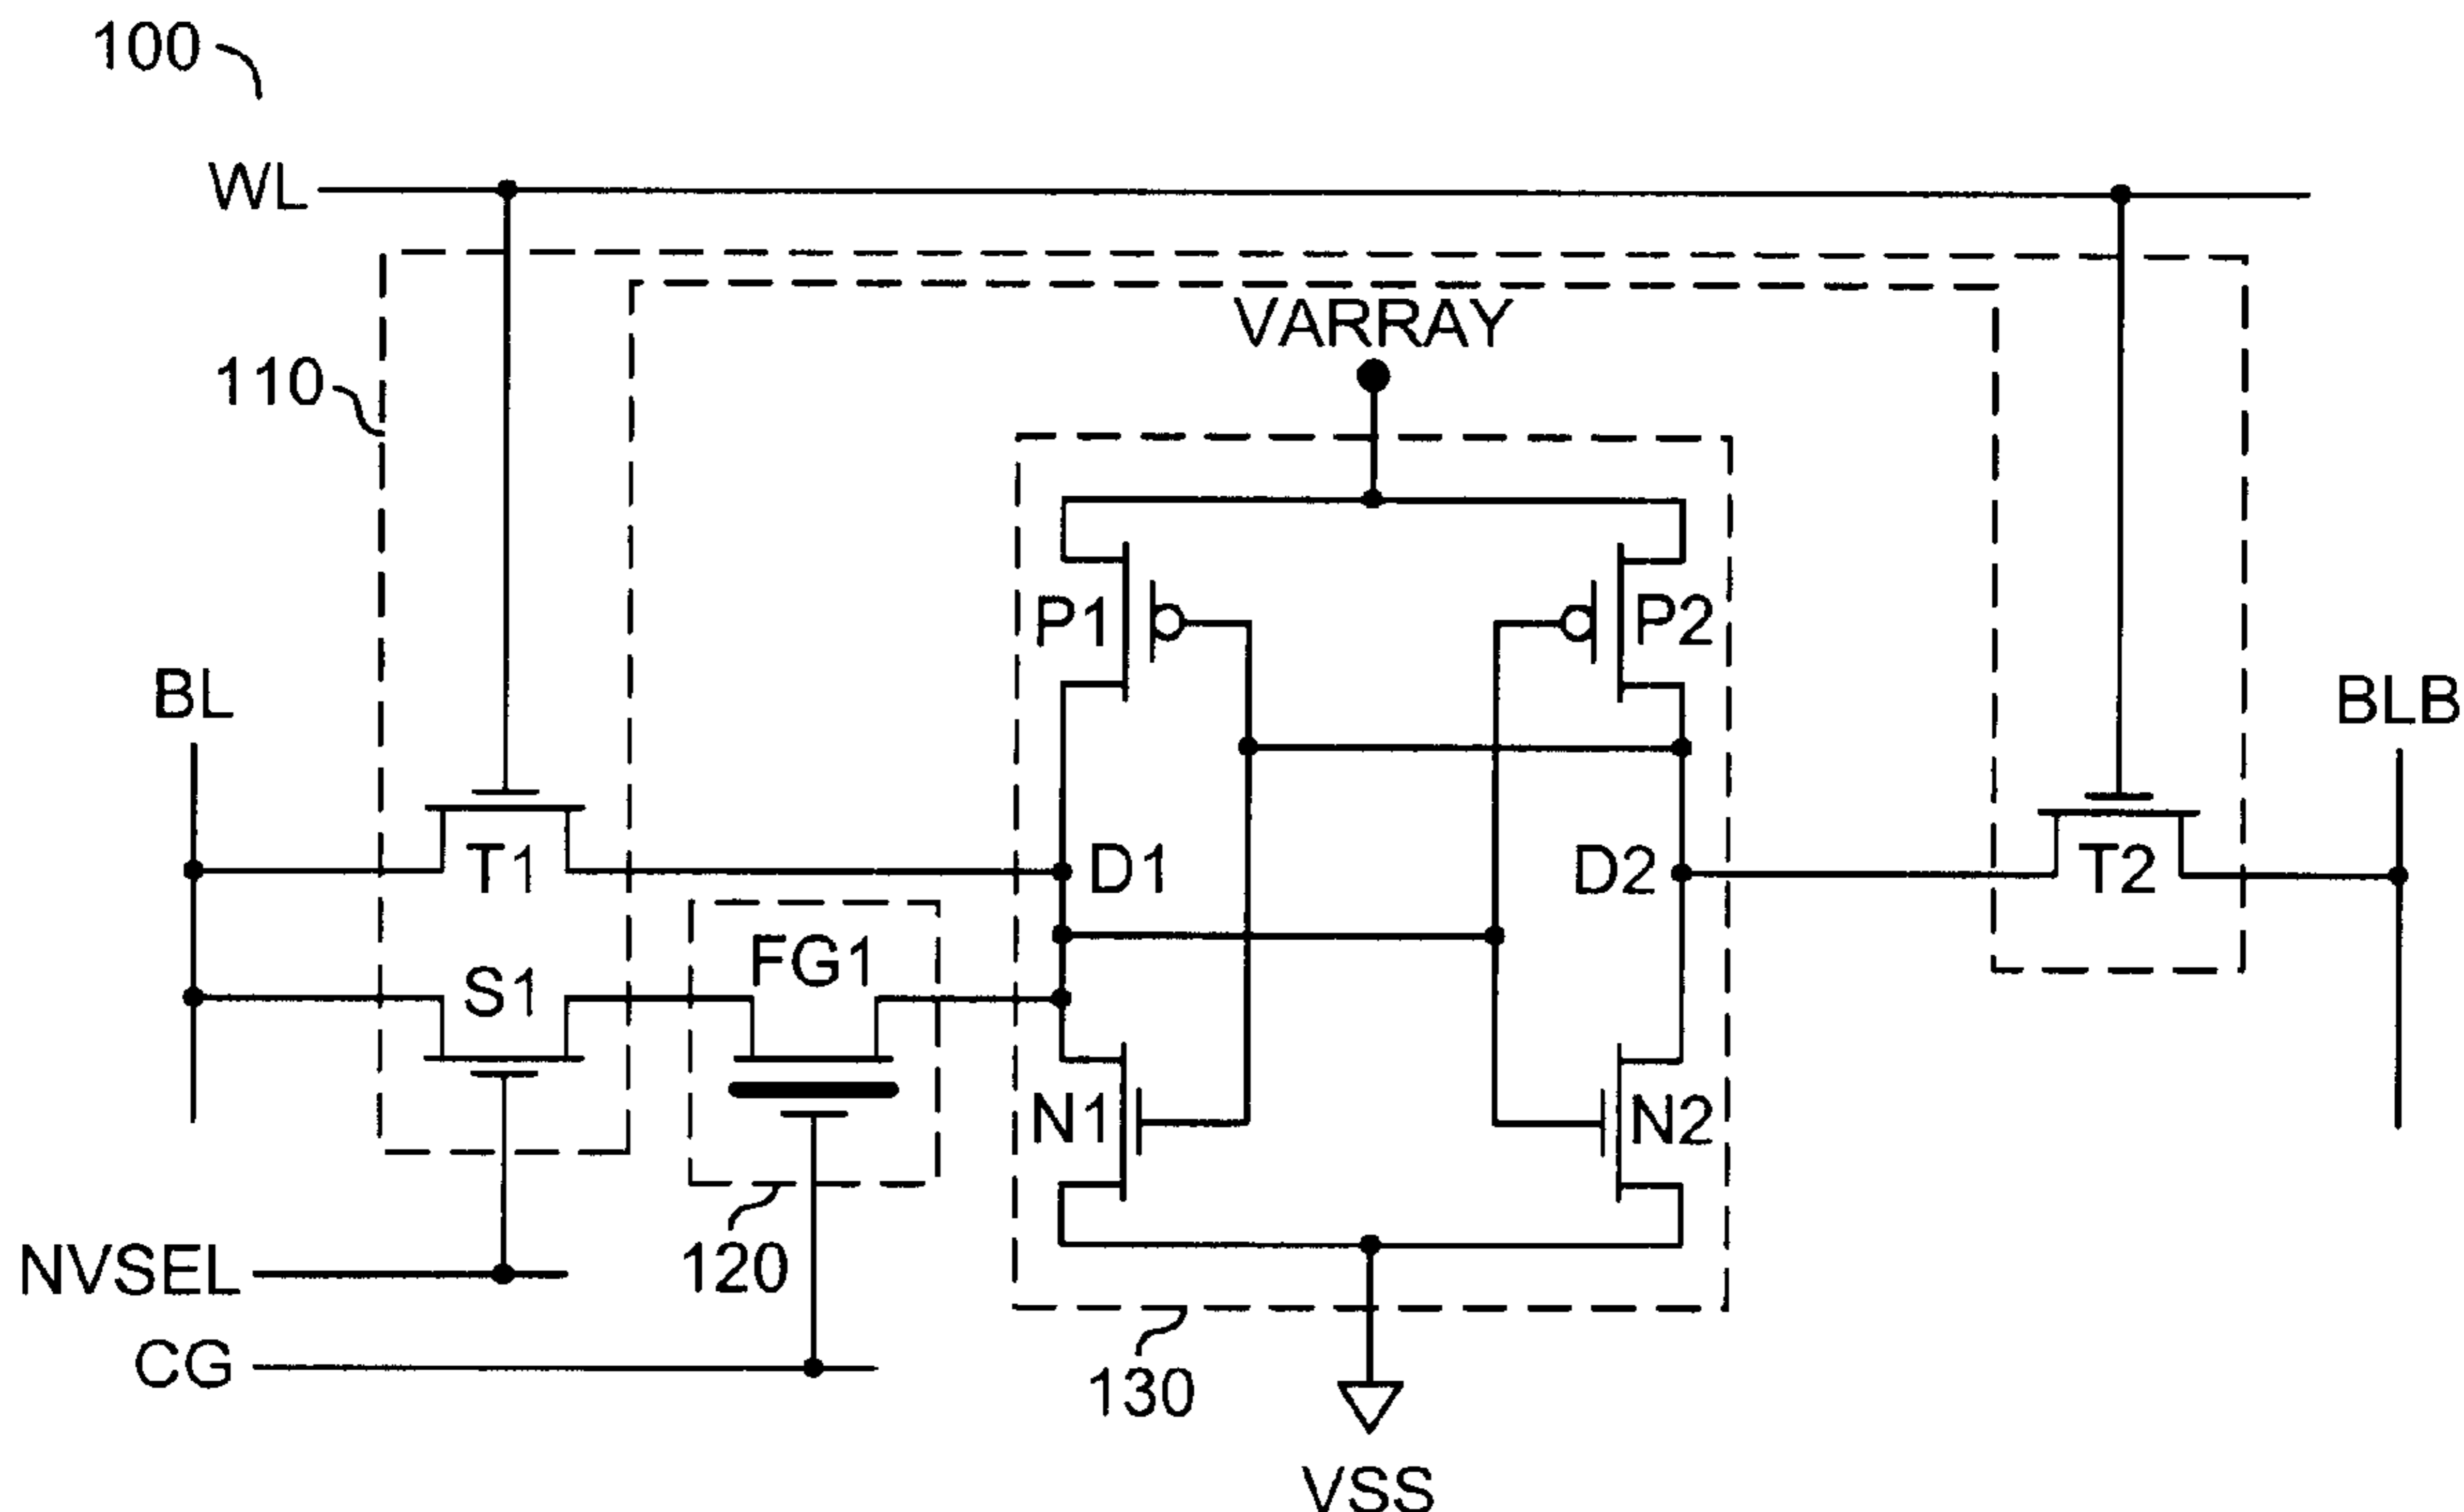 100
WL
VARRAY
110
P1
P2
BL
BLB
T1
D1
D2
T2
FG1
S1
N1
N2
NVSEL
120
CG
130
VSS